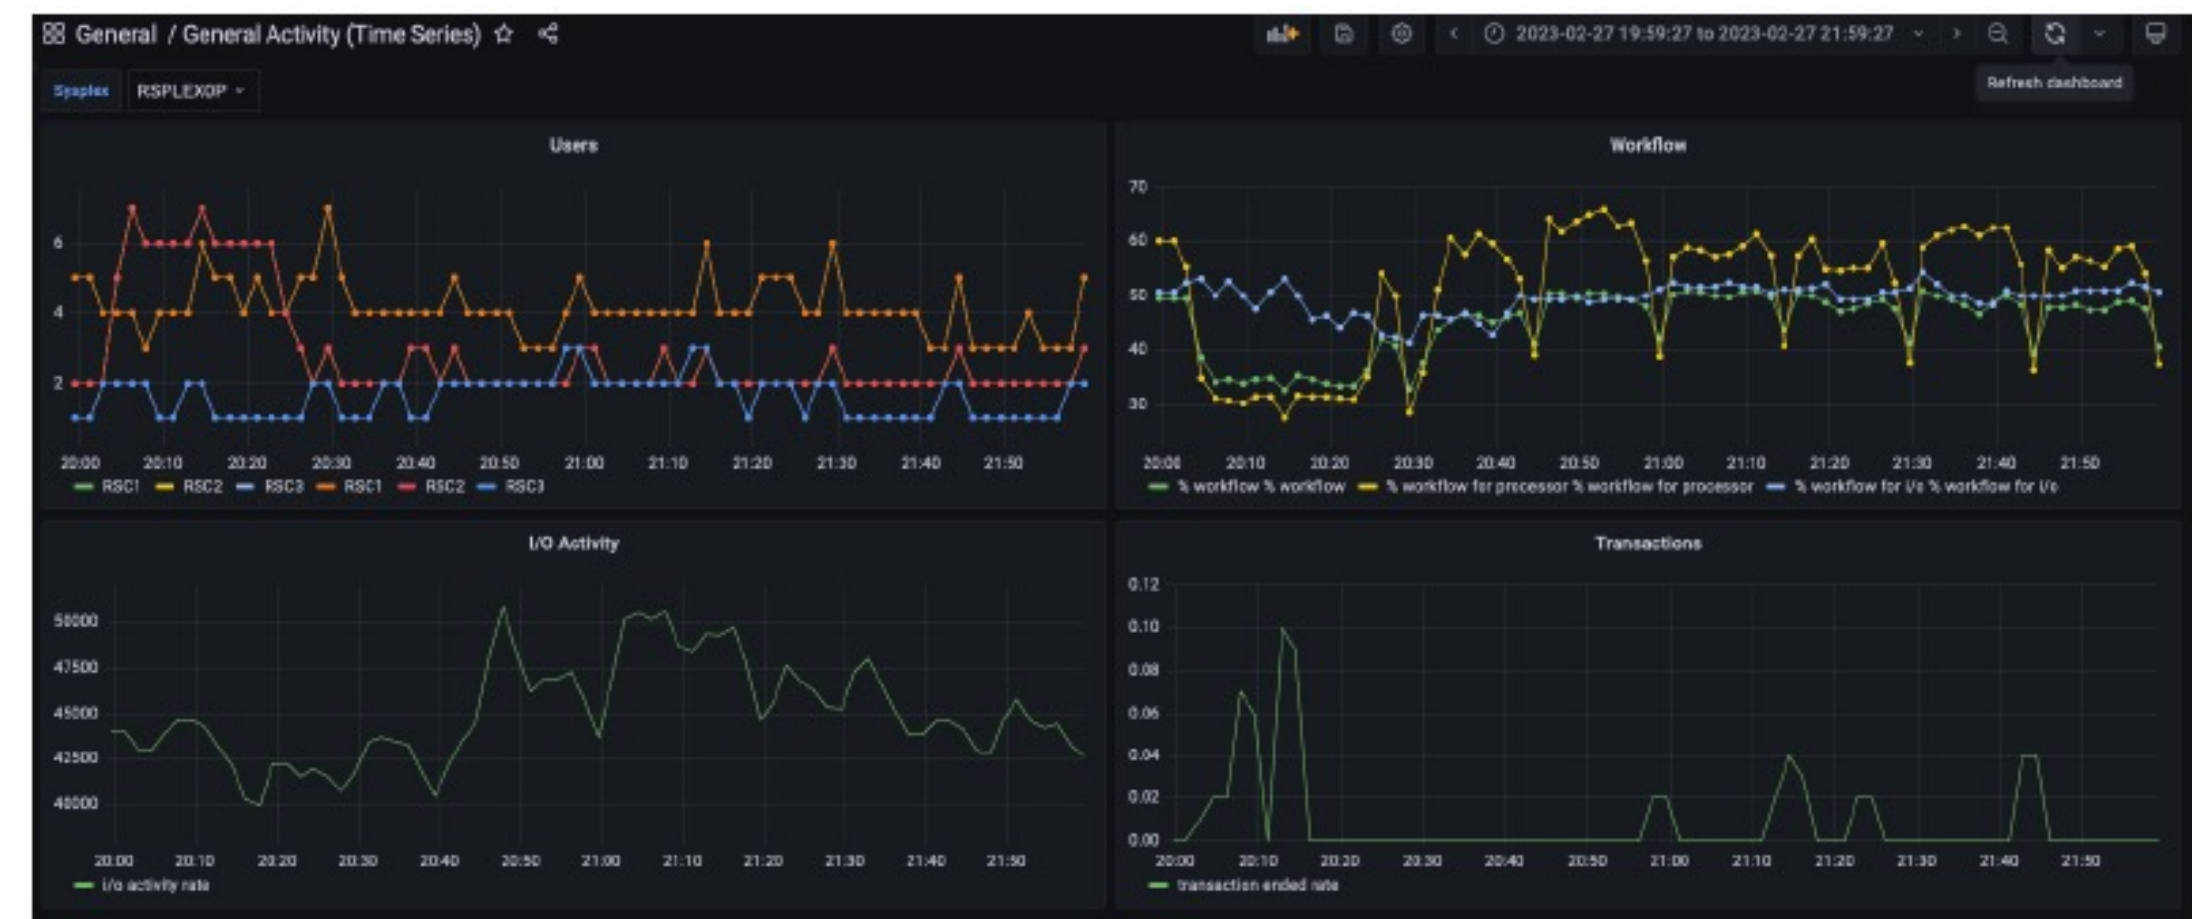 General / General Activity (Time Series)
2023-02-27 19:59:27 to 2023-02-27 21:59:27
Refresh dashboard
Sysplex RSPLEX0P
Users
6
4
2
20:00 20:10 20:20 20:30 20:40 20:50 21:00 21:10 21:20 21:30 21:40 21:50
RSC1 RSC2 RSC3 RSC1 RSC2 RSC3
Workflow
70
60
50
40
30
20:00 20:10 20:20 20:30 20:40 20:50 21:00 21:10 21:20 21:30 21:40 21:50
% workflow % workflow % workflow for processor % workflow for processor % workflow for i/o % workflow for i/o
I/O Activity
50000
47500
45000
42500
40000
20:00 20:10 20:20 20:30 20:40 20:50 21:00 21:10 21:20 21:30 21:40 21:50
i/o activity rate
Transactions
0.12
0.10
0.08
0.06
0.04
0.02
0.00
20:00 20:10 20:20 20:30 20:40 20:50 21:00 21:10 21:20 21:30 21:40 21:50
transaction ended rate